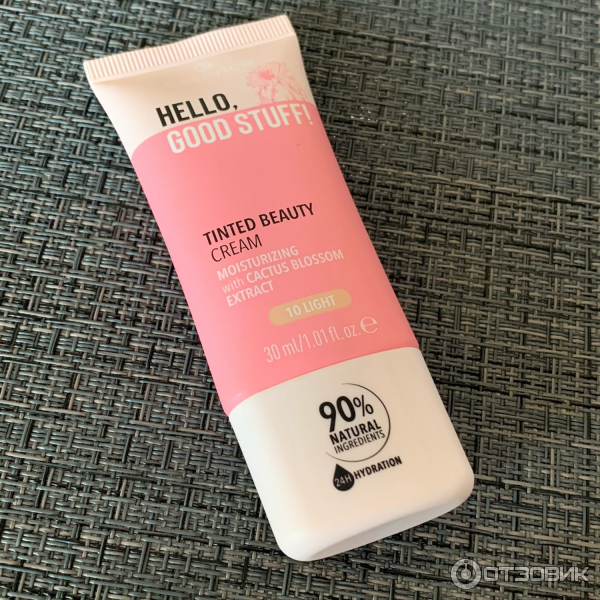 HELLO,
GOOD STUFF!
TINTED BEAUTY
CREAM
MOISTURIZING
with CACTUS BLOSSOM
EXTRACT
10 LIGHT
30 ml/1.01 fl. oz. ℮
90%
NATURAL
INGREDIENTS
24H HYDRATION
ОТЗОВИК